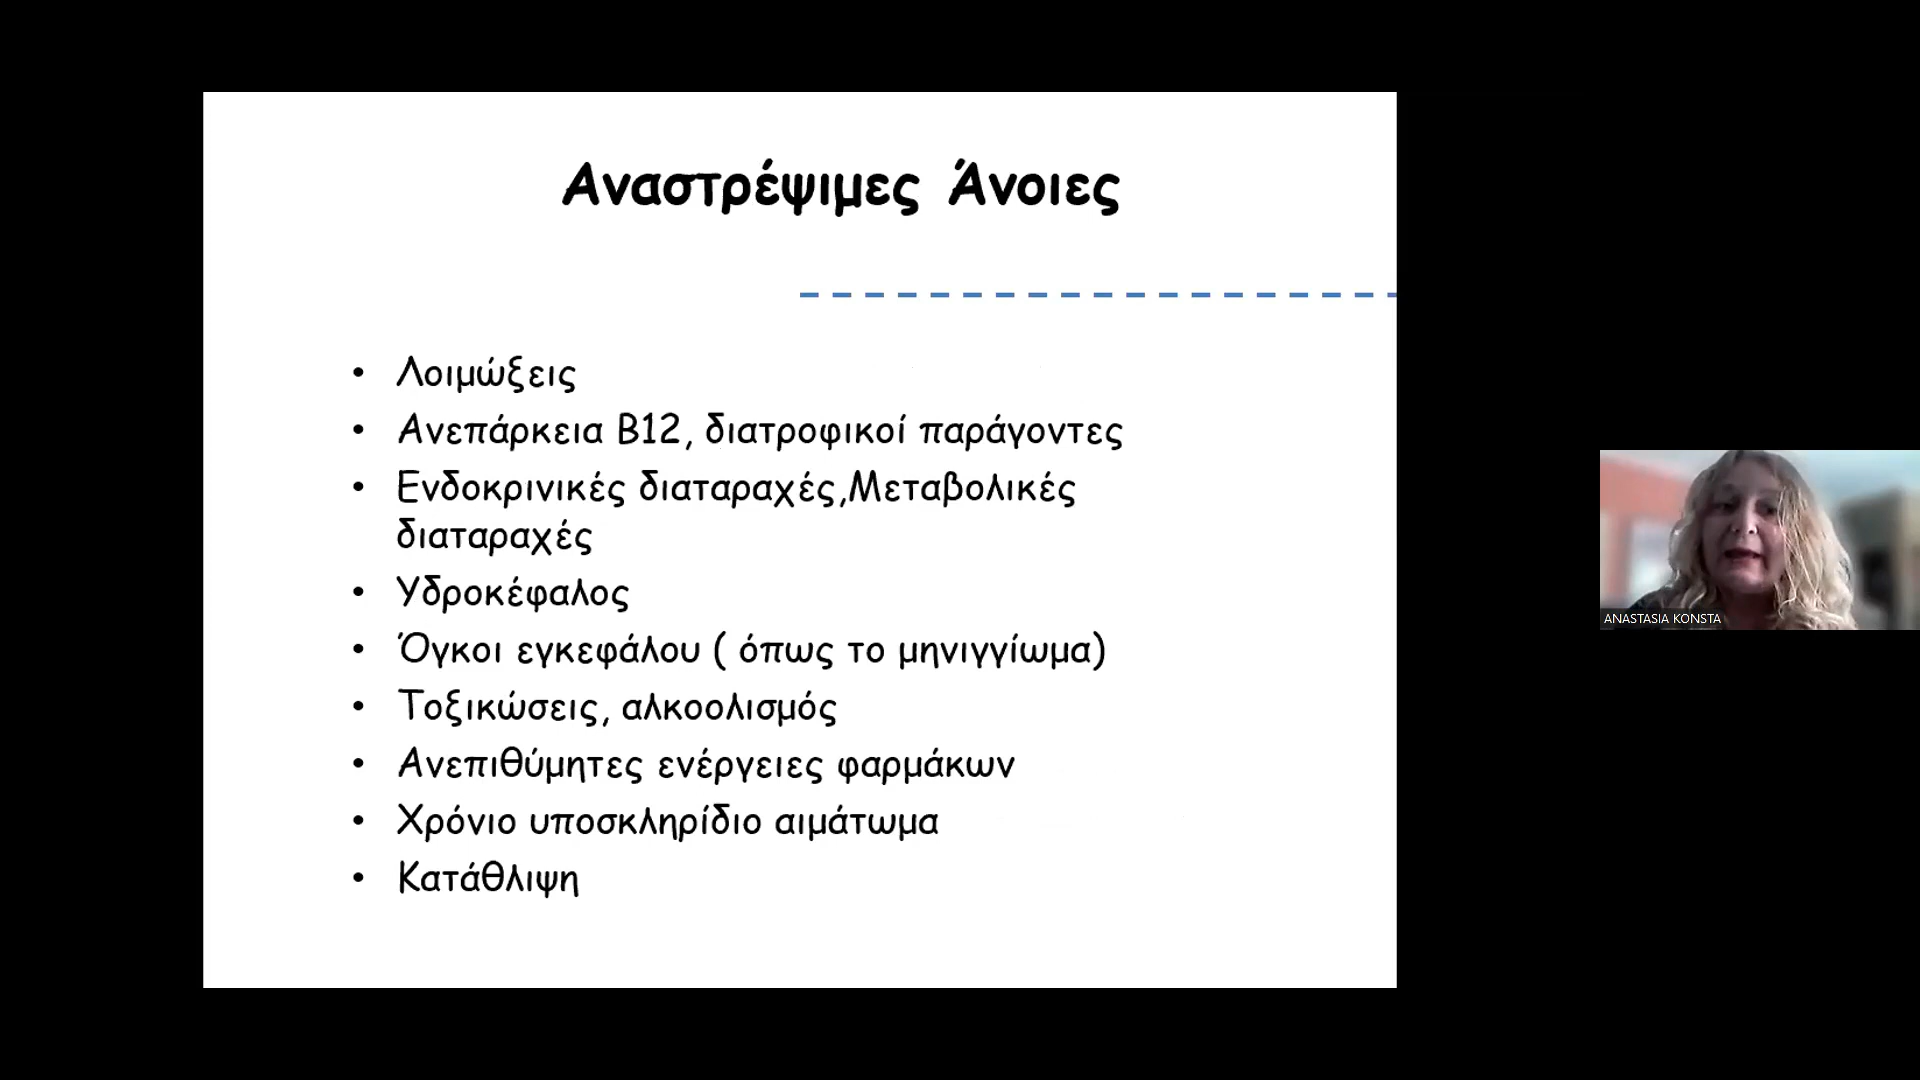 Αναστρέψιμες Άνοιες
• Λοιμώξεις
• Ανεπάρκεια Β12, διατροφικοί παράγοντες
• Ενδοκρινικές διαταραχές,Μεταβολικές
διαταραχές
• Υδροκέφαλος
• Όγκοι εγκεφάλου ( όπως το μηνιγγίωμα)
• Τοξικώσεις, αλκοολισμός
• Ανεπιθύμητες ενέργειες φαρμάκων
• Χρόνιο υποσκληρίδιο αιμάτωμα
• Κατάθλιψη
ANASTASIA KONSTA